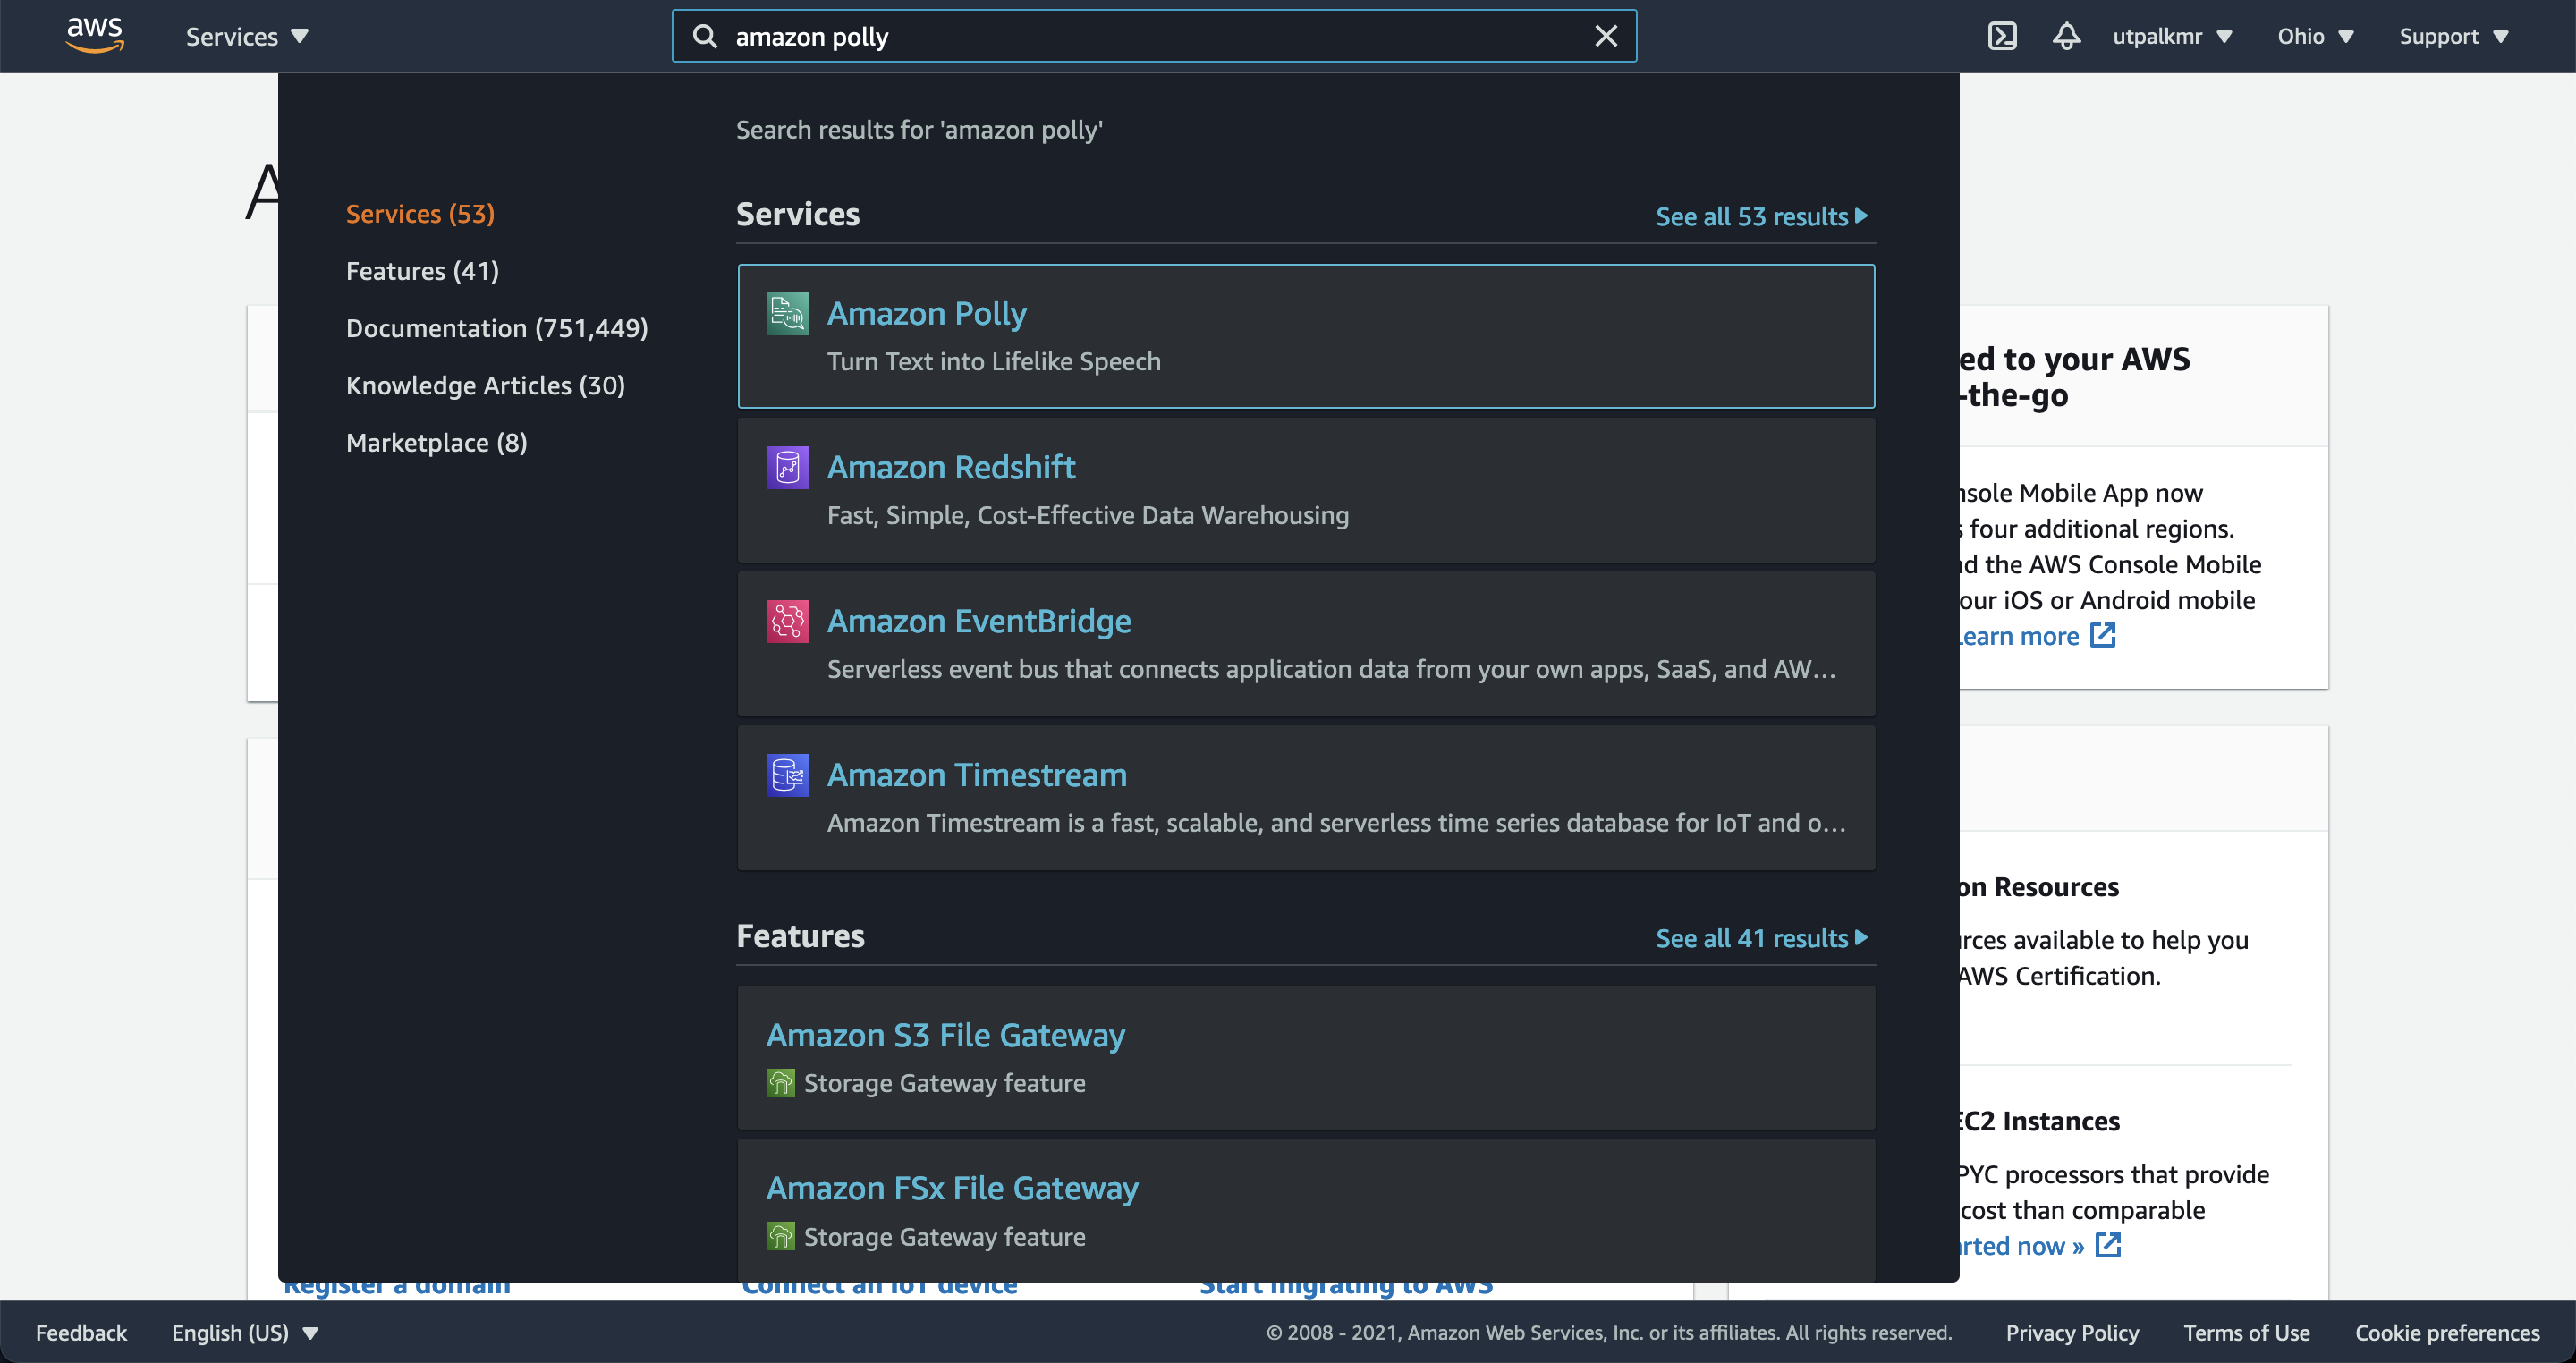 aws
Services
amazon polly
utpalkmr
Ohio
Support
Search results for 'amazon polly'
Services (53)
Features (41)
Documentation (751,449)
Knowledge Articles (30)
Marketplace (8)
Services
See all 53 results
Amazon Polly
Turn Text into Lifelike Speech
Amazon Redshift
Fast, Simple, Cost-Effective Data Warehousing
Amazon EventBridge
Serverless event bus that connects application data from your own apps, SaaS, and AW...
Amazon Timestream
Amazon Timestream is a fast, scalable, and serverless time series database for IoT and o...
Features
See all 41 results
Amazon S3 File Gateway
Storage Gateway feature
Amazon FSx File Gateway
Storage Gateway feature
A
ed to your AWS
-the-go
nsole Mobile App now
s four additional regions.
d the AWS Console Mobile
our iOS or Android mobile
earn more
on Resources
rces available to help you
AWS Certification.
EC2 Instances
PYC processors that provide
cost than comparable
rted now »
Register a domain
Connect an IoT device
Start migrating to AWS
Feedback
English (US)
© 2008 - 2021, Amazon Web Services, Inc. or its affiliates. All rights reserved.
Privacy Policy
Terms of Use
Cookie preferences